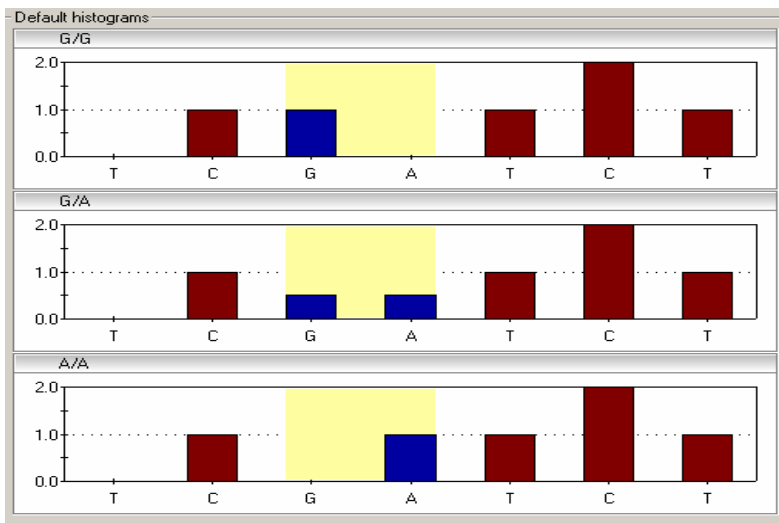 Default histograms
G/G
2.0
1.0
0.0
T C G A T C T
G/A
2.0
1.0
0.0
T C G A T C T
A/A
2.0
1.0
0.0
T C G A T C T